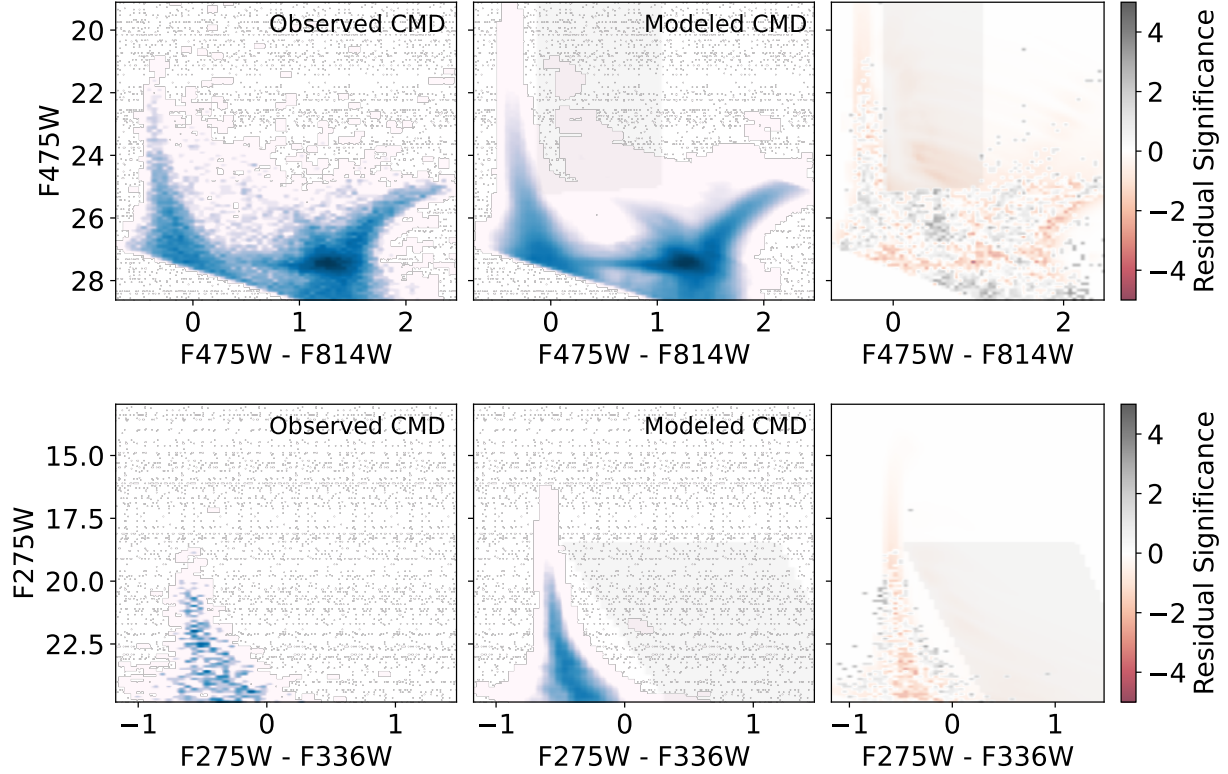 Observed CMD
Modeled CMD
20
22
24
26
28
F475W
0
1
2
F475W - F814W
0
1
2
F475W - F814W
0
2
F475W - F814W
4
2
0
−2
−4
Residual Significance
Observed CMD
Modeled CMD
15.0
17.5
20.0
22.5
F275W
−1
0
1
F275W - F336W
−1
0
1
F275W - F336W
−1
0
1
F275W - F336W
4
2
0
−2
−4
Residual Significance